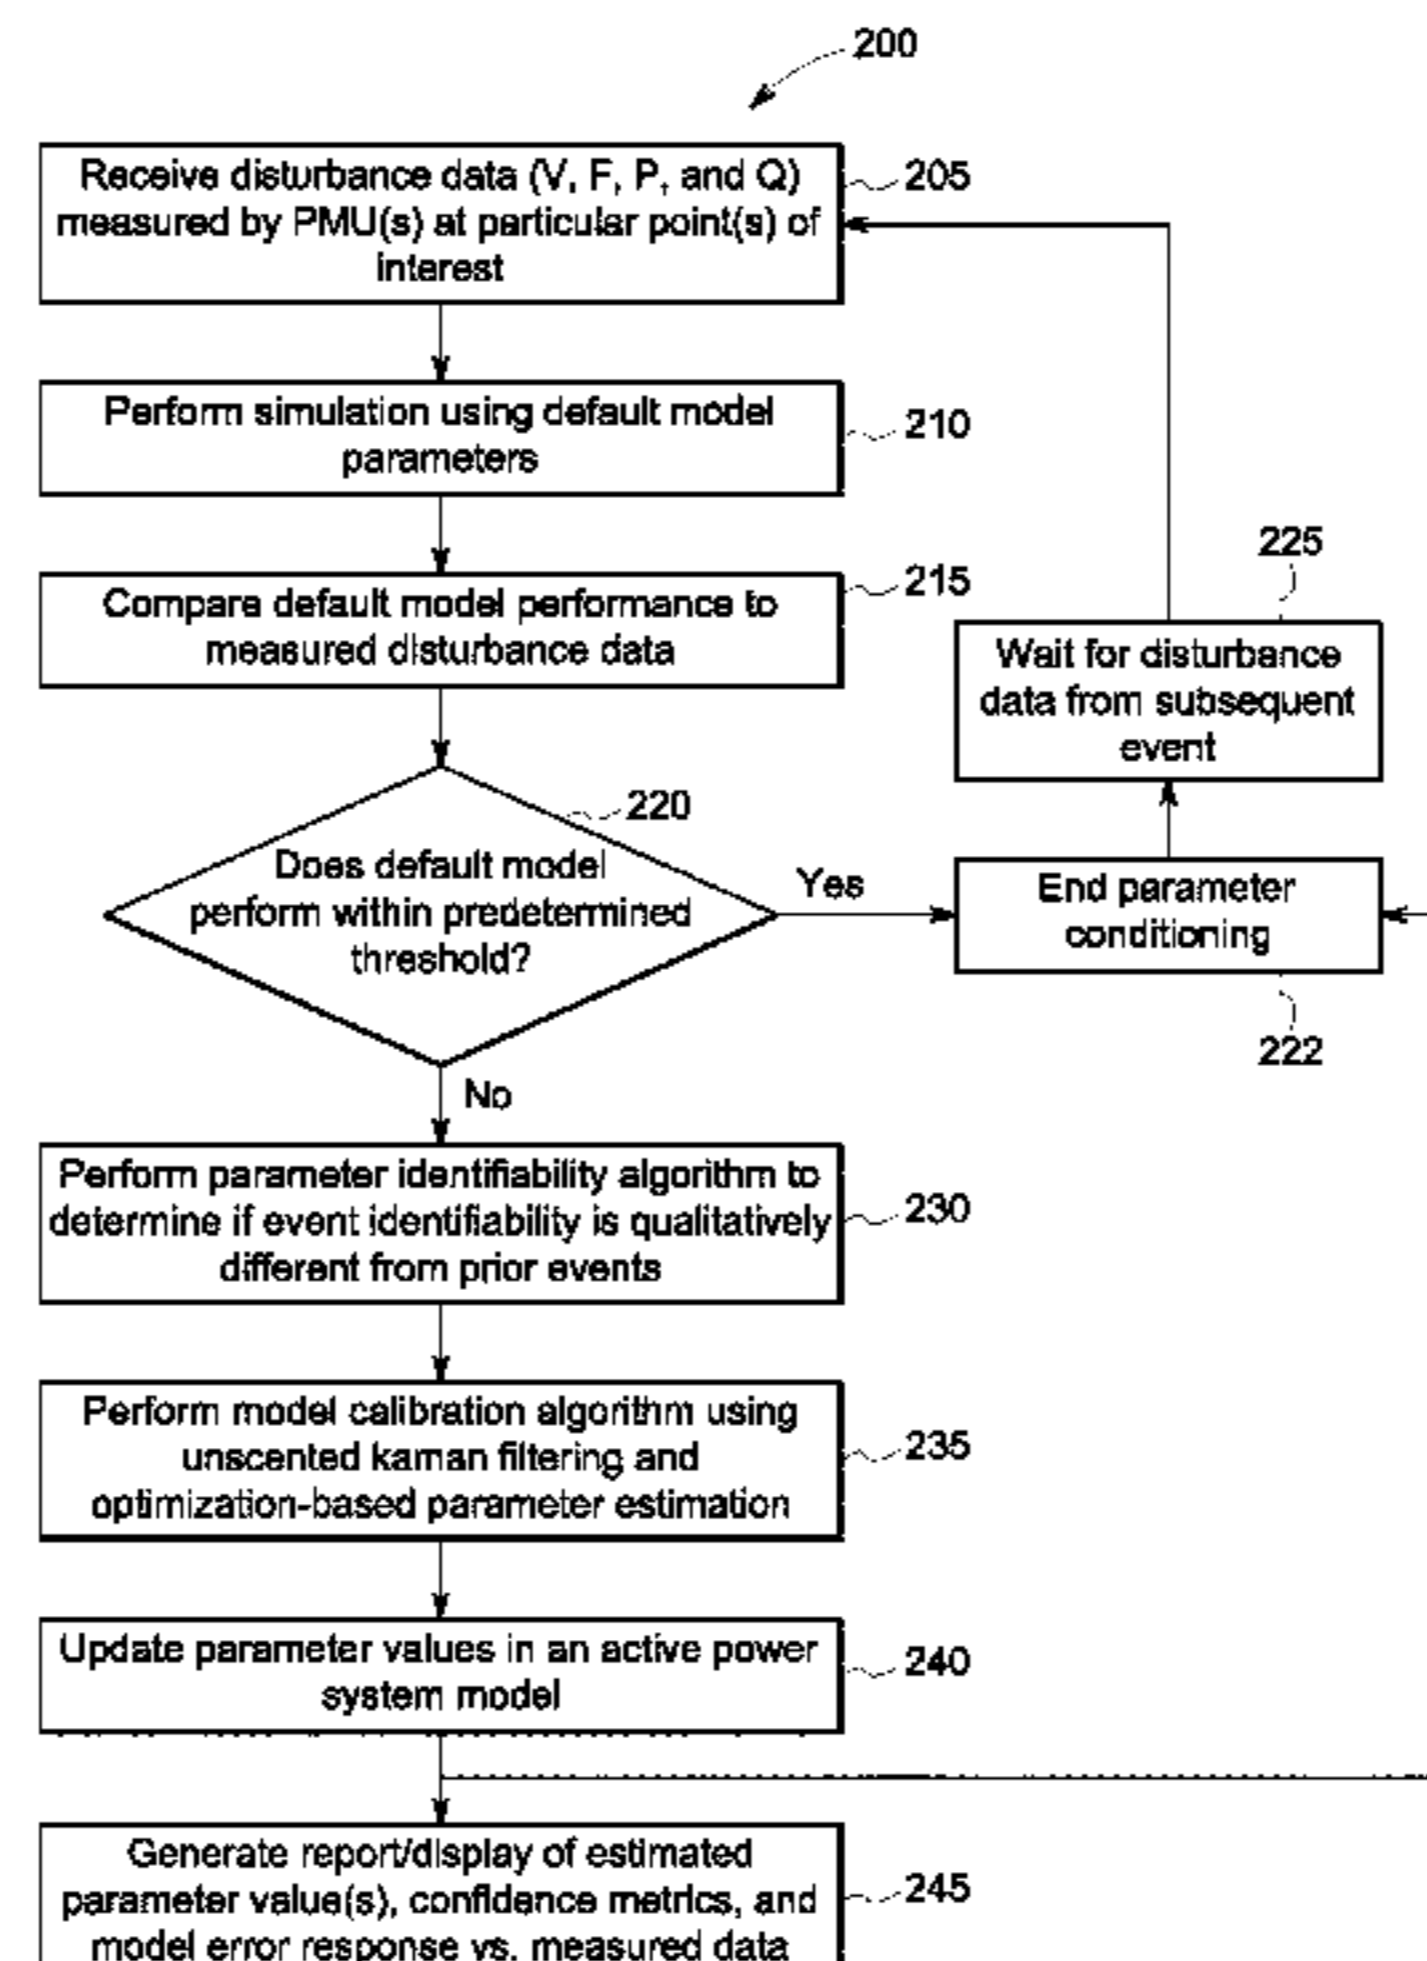 200
Receive disturbance data (V, F, P, and Q)
measured by PMU(s) at particular point(s) of
interest
205
Perform simulation using default model
parameters
210
Compare default model performance to
measured disturbance data
215
225
Wait for disturbance
data from subsequent
event
220
Does default model
perform within predetermined
threshold?
Yes
End parameter
conditioning
222
No
Perform parameter identifiability algorithm to
determine if event identifiability is qualitatively
different from prior events
230
Perform model calibration algorithm using
unscented kaman filtering and
optimization-based parameter estimation
235
Update parameter values in an active power
system model
240
Generate report/display of estimated
parameter value(s), confidence metrics, and
model error response vs. measured data
245